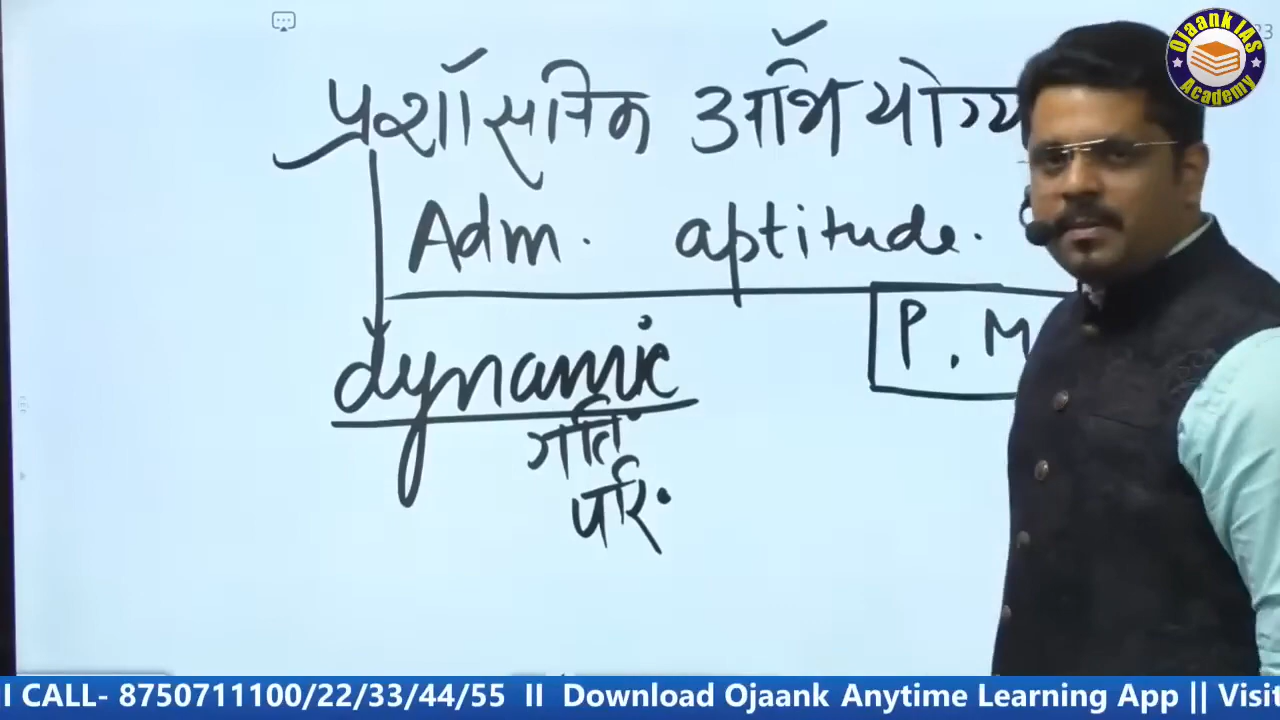 प्रशासनिक अभियोग्य
Adm. aptitude.
P. M
dynamic
गति.
परि.
Ojaank IAS
Academy
I CALL- 8750711100/22/33/44/55 II Download Ojaank Anytime Learning App || Visit